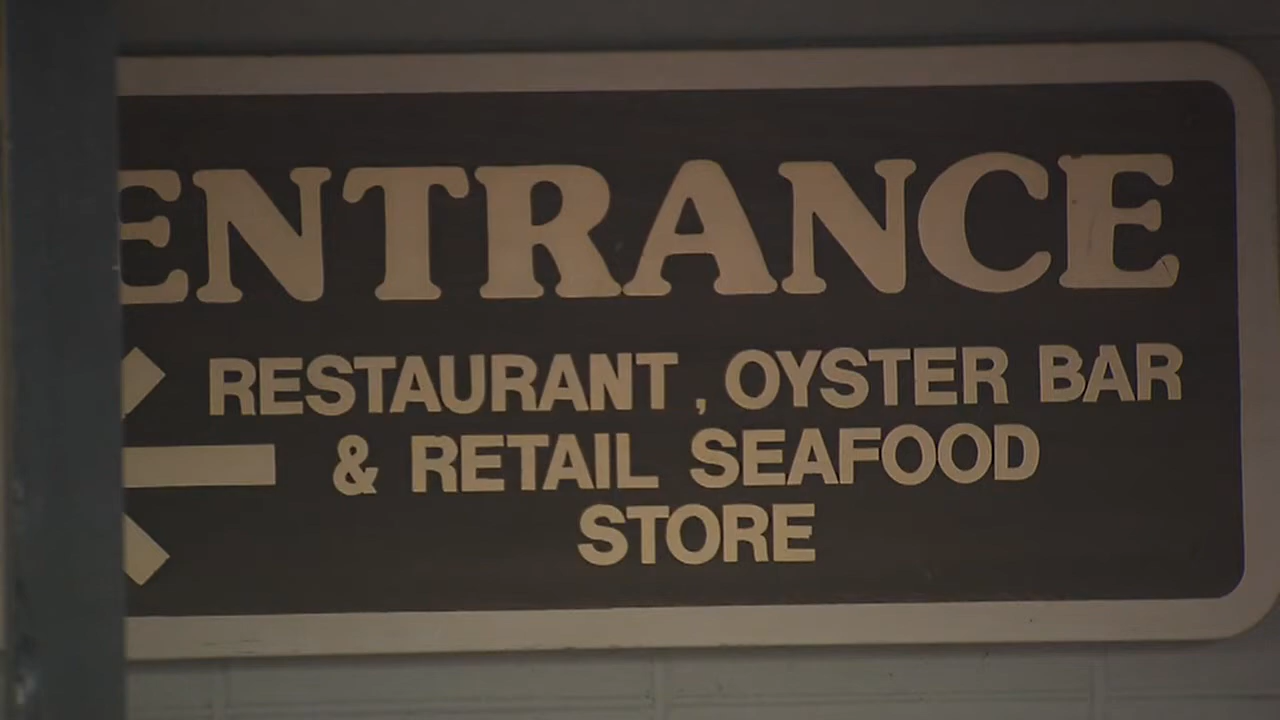 ENTRANCE
RESTAURANT , OYSTER BAR
& RETAIL SEAFOOD
STORE